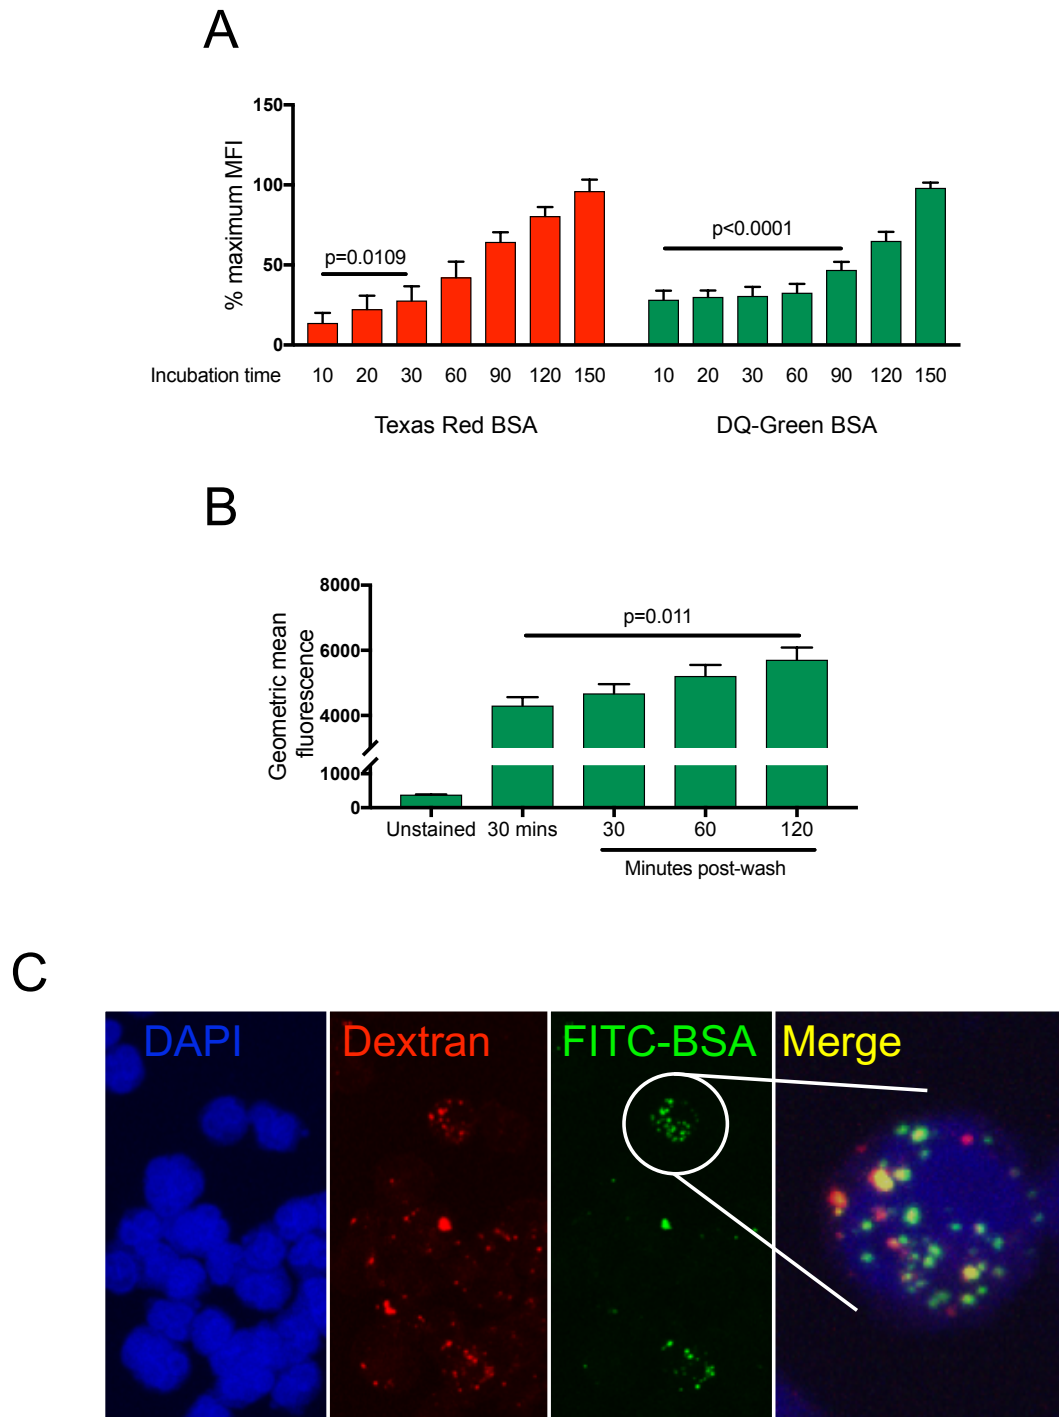 A
150
100
50
0
% maximum MFI
p=0.0109
p<0.0001
Incubation time 10 20 30 60 90 120 150 10 20 30 60 90 120 150
Texas Red BSA DQ-Green BSA
B
8000
6000
4000
1000
0
Geometric mean
fluorescence
p=0.011
Unstained 30 mins 30 60 120
Minutes post-wash
C
DAPI Dextran FITC-BSA Merge